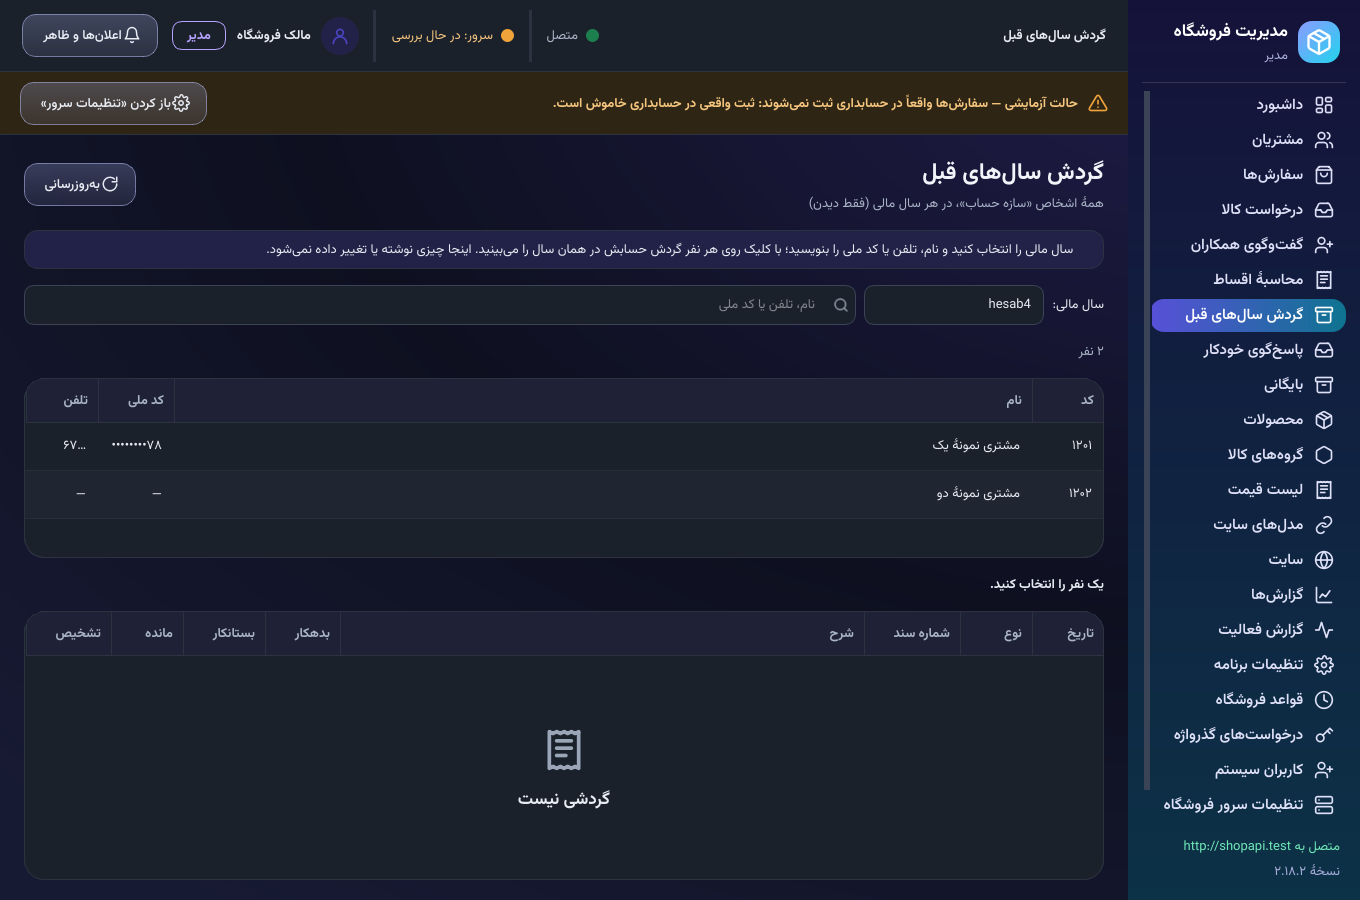 مدیریت فروشگاه
مدیر
داشبورد
مشتریان
سفارش‌ها
درخواست کالا
گفت‌وگوی همکاران
محاسبهٔ اقساط
گردش سال‌های قبل
پاسخ‌گوی خودکار
بایگانی
محصولات
گروه‌های کالا
لیست قیمت
مدل‌های سایت
سایت
گزارش‌ها
گزارش فعالیت
تنظیمات برنامه
قواعد فروشگاه
درخواست‌های گذرواژه
کاربران سیستم
تنظیمات سرور فروشگاه
متصل به http://shopapi.test
نسخهٔ ۲.۱۸.۲
گردش سال‌های قبل
متصل
سرور: در حال بررسی
مالک فروشگاه
مدیر
اعلان‌ها و ظاهر
حالت آزمایشی — سفارش‌ها واقعاً در حسابداری ثبت نمی‌شوند: ثبت واقعی در حسابداری خاموش است.
باز کردن «تنظیمات سرور»
گردش سال‌های قبل
همهٔ اشخاص «سازه حساب»، در هر سال مالی (فقط دیدن)
به‌روزرسانی
سال مالی را انتخاب کنید و نام، تلفن یا کد ملی را بنویسید؛ با کلیک روی هر نفر گردش حسابش در همان سال را می‌بینید. اینجا چیزی نوشته یا تغییر داده نمی‌شود.
سال مالی: hesab4 نام، تلفن یا کد ملی
۲ نفر
کد نام کد ملی تلفن
۱۲۰۱ مشتری نمونهٔ یک ••••••••۷۸ …۶۷
۱۲۰۲ مشتری نمونهٔ دو — —
یک نفر را انتخاب کنید.
تاریخ نوع شماره سند شرح بدهکار بستانکار مانده تشخیص
گردشی نیست